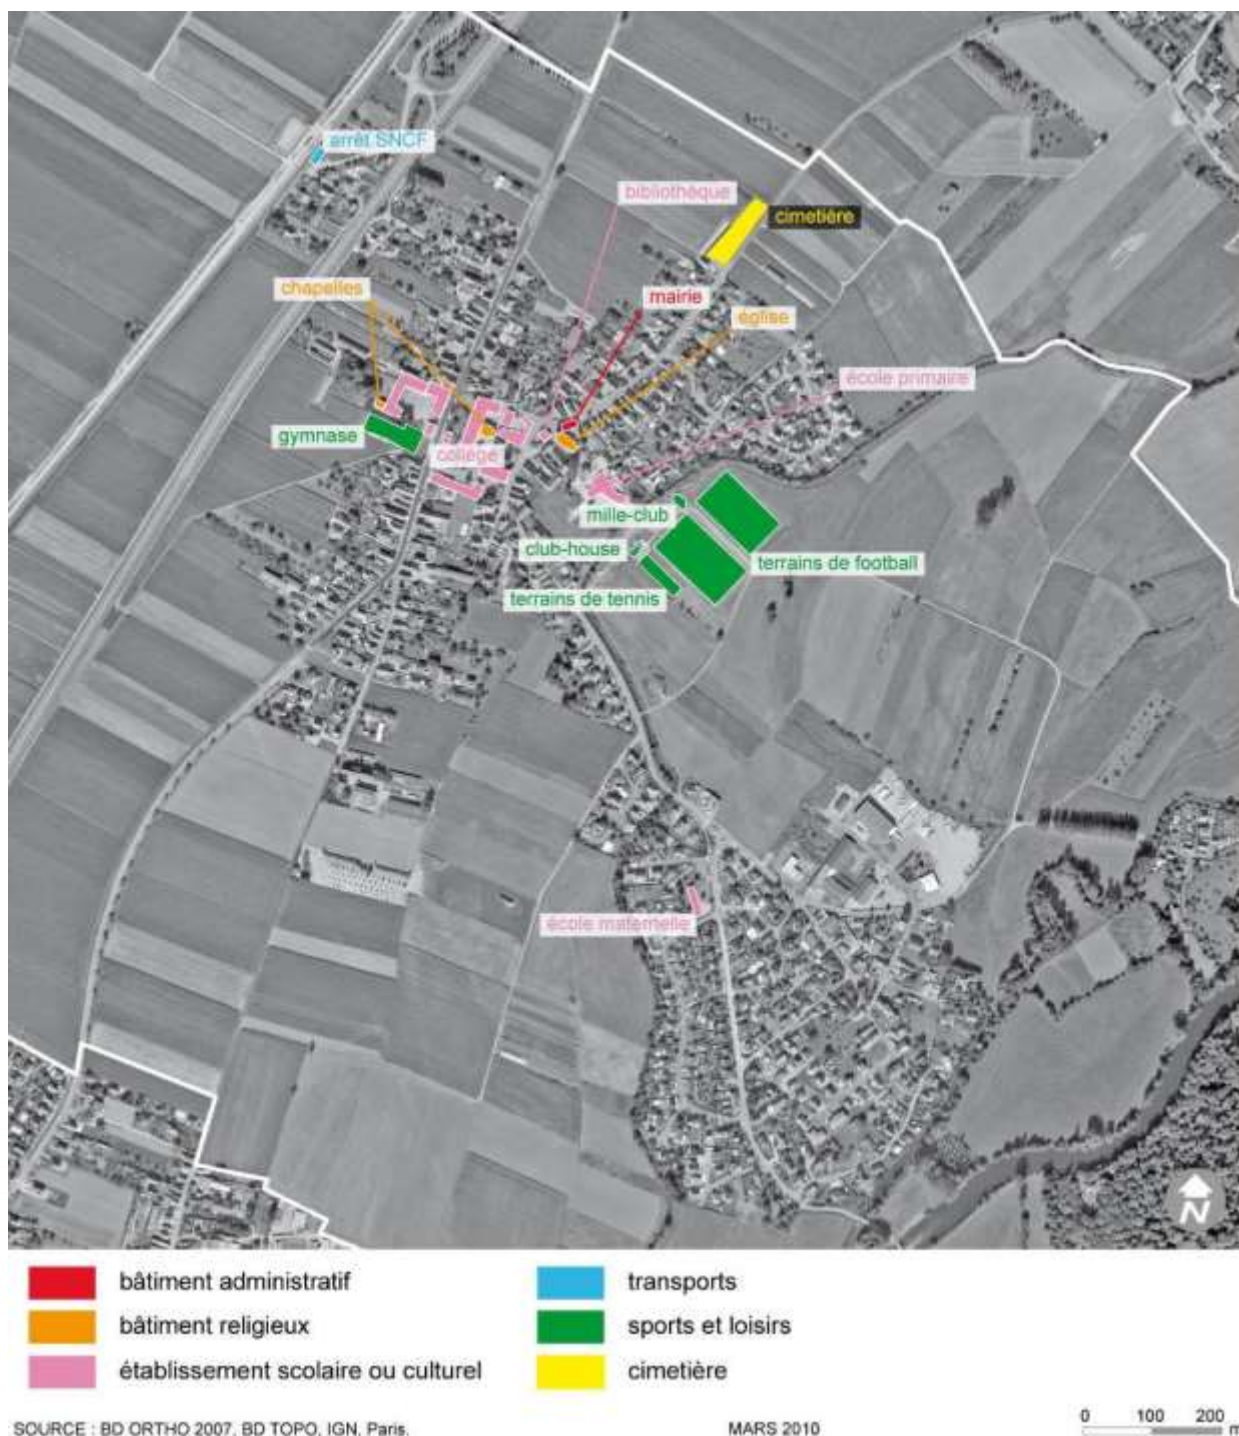 arrêt SNCF
bibliothèque
cimetière
chapelles
mairie
église
école primaire
gymnase
collège
mille-club
club-house
terrains de football
terrains de tennis
école maternelle
N
bâtiment administratif
transports
bâtiment religieux
sports et loisirs
établissement scolaire ou culturel
cimetière
0 100 200 m
SOURCE : BD ORTHO 2007, BD TOPO, IGN, Paris.
MARS 2010